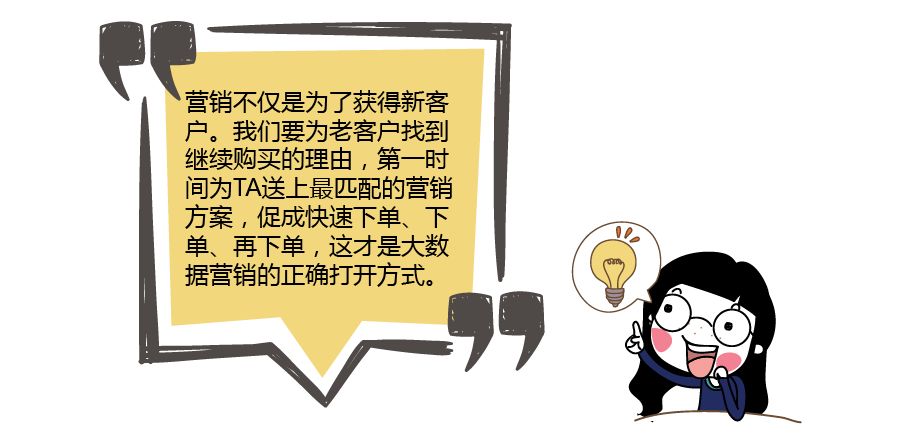 营销不仅是为了获得新客
户。我们要为老客户找到
继续购买的理由，第一时
间为TA送上最匹配的营销
方案，促成快速下单、下
单、再下单，这才是大数
据营销的正确打开方式。